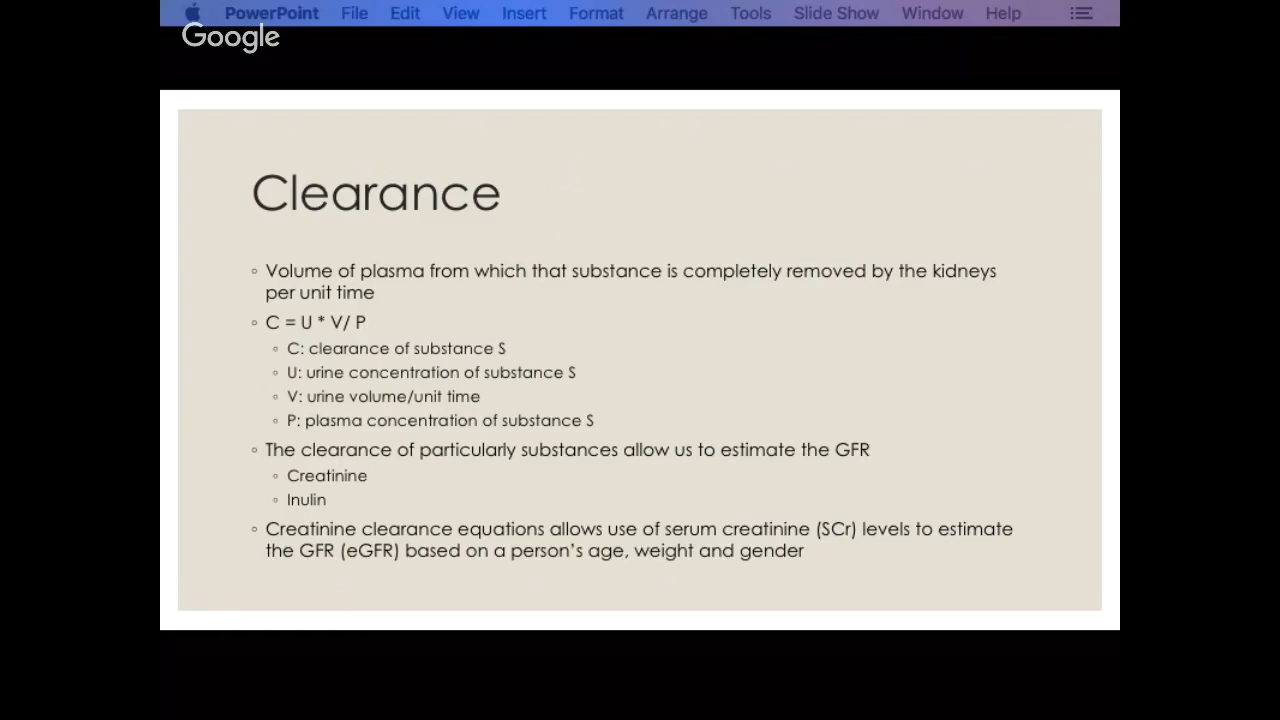 PowerPoint File Edit View Insert Format Arrange Tools Slide Show Window Help
Google
Clearance
◦ Volume of plasma from which that substance is completely removed by the kidneys
per unit time
◦ C = U * V/ P
◦ C: clearance of substance S
◦ U: urine concentration of substance S
◦ V: urine volume/unit time
◦ P: plasma concentration of substance S
◦ The clearance of particularly substances allow us to estimate the GFR
◦ Creatinine
◦ Inulin
◦ Creatinine clearance equations allows use of serum creatinine (SCr) levels to estimate
the GFR (eGFR) based on a person's age, weight and gender